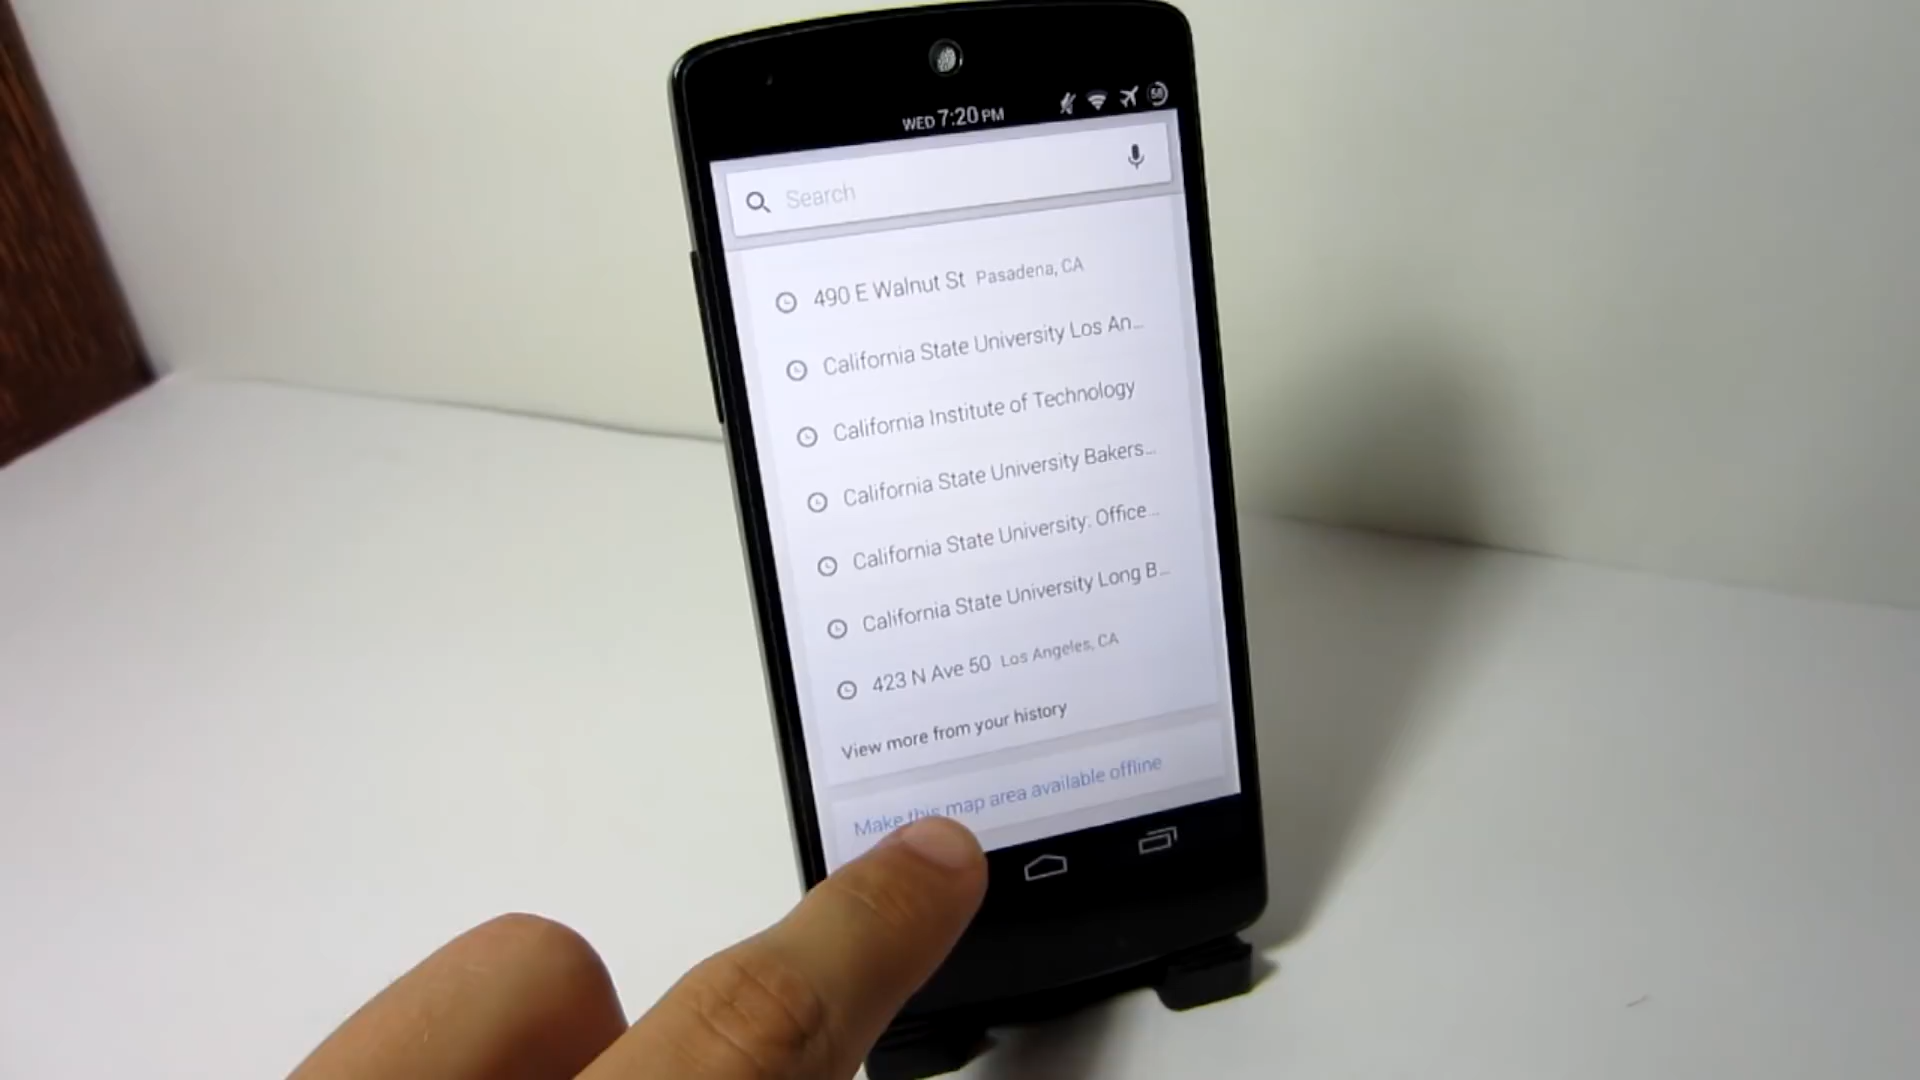 WED 7:20 PM
58
Search
490 E Walnut St Pasadena, CA
California State University Los An...
California Institute of Technology
California State University Bakers...
California State University: Office...
California State University Long B...
423 N Ave 50 Los Angeles, CA
View more from your history
Make this map area available offline